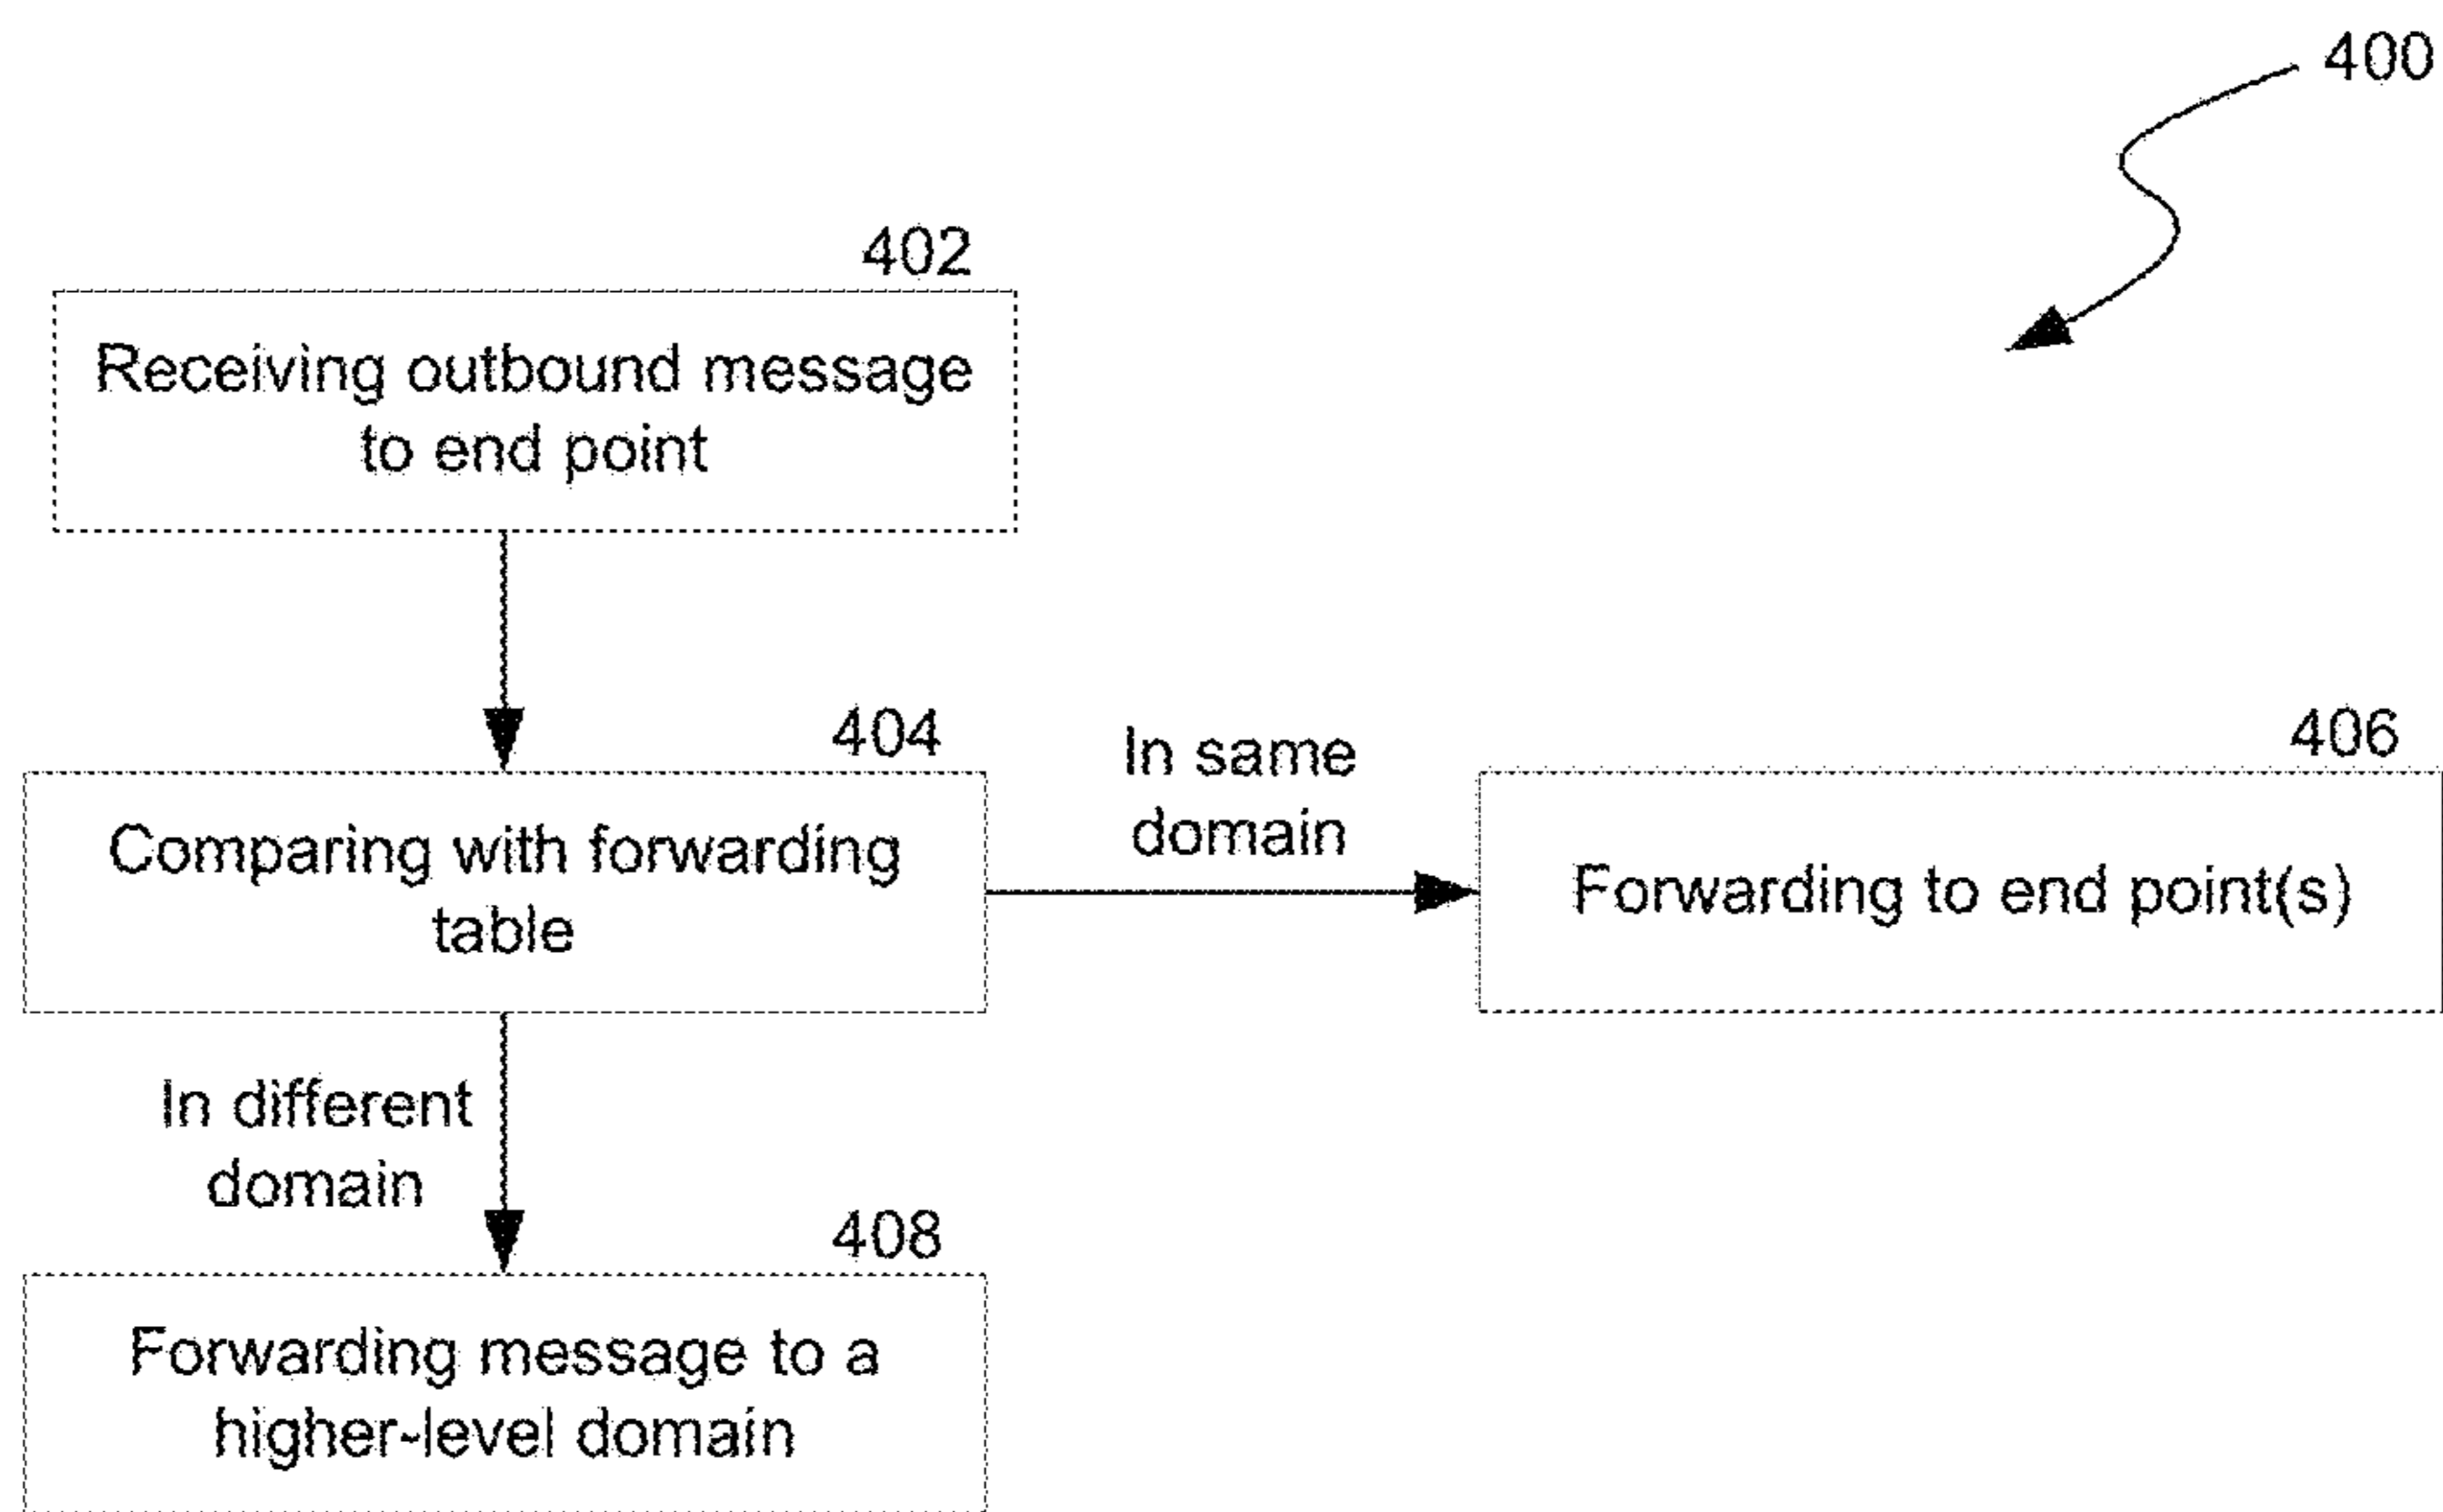 400
402
Receiving outbound message
to end point
404
Comparing with forwarding
table
In same
domain
406
Forwarding to end point(s)
In different
domain
408
Forwarding message to a
higher-level domain